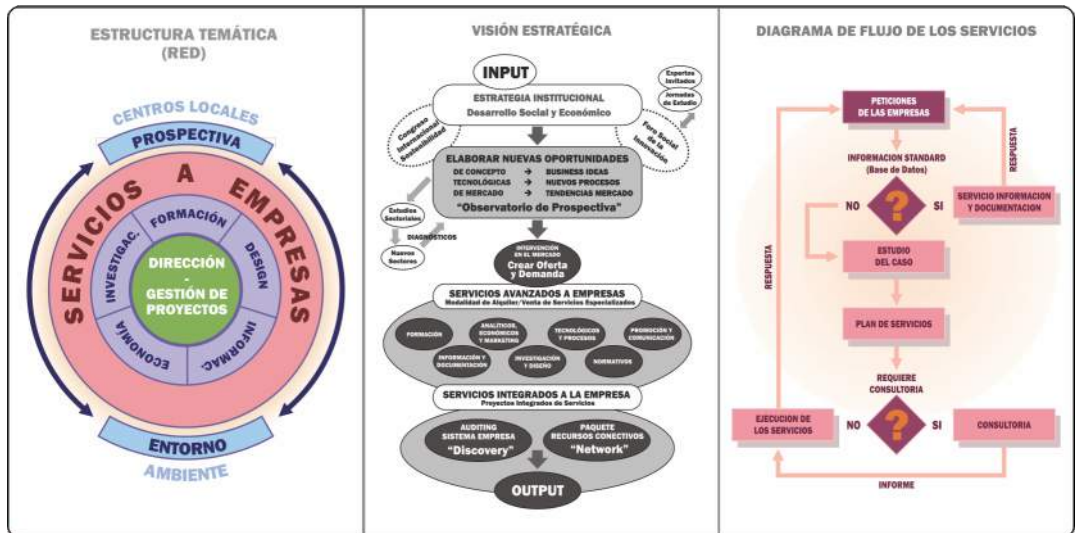 ESTRUCTURA TEMÁTICA
(RED)
CENTROS LOCALES
PROSPECTIVA
SERVICIOS A EMPRESAS
FORMACIÓN
INVESTIGAC.
DESIGN
DIRECCIÓN
-
GESTIÓN DE
PROYECTOS
ECONOMÍA
INFORMAC-
ENTORNO
AMBIENTE
VISIÓN ESTRATÉGICA
INPUT
Expertos
Invitados
Jornadas
de Estudio
ESTRATEGIA INSTITUCIONAL
Desarrollo Social y Económico
Congreso
Internacional
Sostenibilidad
Foro Social
de la
Innovación
ELABORAR NUEVAS OPORTUNIDADES
DE CONCEPTO → BUSINESS IDEAS
TECNOLÓGICAS → NUEVOS PROCESOS
DE MERCADO → TENDENCIAS MERCADO
"Observatorio de Prospectiva"
Estudios
Sectoriales
DIAGNÓSTICOS
Nuevos
Sectores
INTERVENCIÓN
EN EL MERCADO
Crear Oferta
y Demanda
SERVICIOS AVANZADOS A EMPRESAS
Modalidad de Alquiler/Venta de Servicios Especializados
FORMACIÓN
ANALÍTICOS,
ECONÓMICOS
Y MARKETING
TECNOLÓGICOS
Y PROCESOS
PROMOCIÓN Y
COMUNICACIÓN
INFORMACIÓN Y
DOCUMENTACIÓN
INVESTIGACIÓN
Y DISEÑO
NORMATIVOS
SERVICIOS INTEGRADOS A LA EMPRESA
Proyectos Integrados de Servicios
AUDITING
SISTEMA EMPRESA
"Discovery"
PAQUETE
RECURSOS CONECTIVOS
"Network"
OUTPUT
DIAGRAMA DE FLUJO DE LOS SERVICIOS
PETICIONES
DE LAS EMPRESAS
RESPUESTA
INFORMACION STANDARD
(Base de Datos)
NO
?
SI
SERVICIO INFORMACION
Y DOCUMENTACION
RESPUESTA
ESTUDIO
DEL CASO
PLAN DE SERVICIOS
REQUIERE
CONSULTORIA
EJECUCION DE
LOS SERVICIOS
NO
?
SI
CONSULTORIA
INFORME